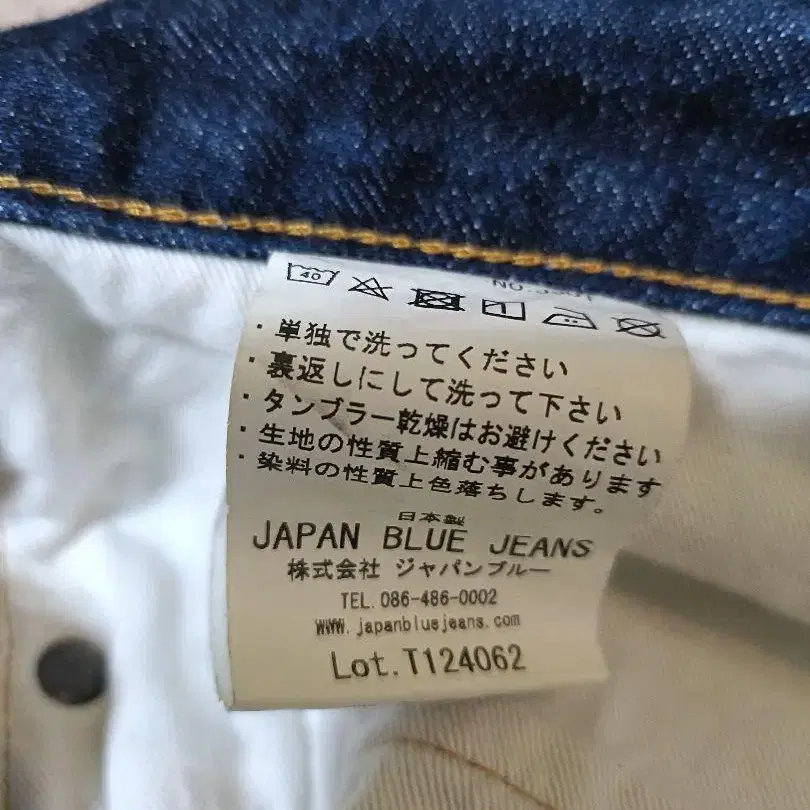 40
・単独で洗ってください
・裏返しにして洗って下さい
・タンブラー乾燥はお避けください
・生地の性質上縮む事があります
・染料の性質上色落ちします。
日本製
JAPAN BLUE JEANS
株式会社 ジャパンブルー
TEL. 086-486-0002
www.japanbluejeans.com
Lot.T124062